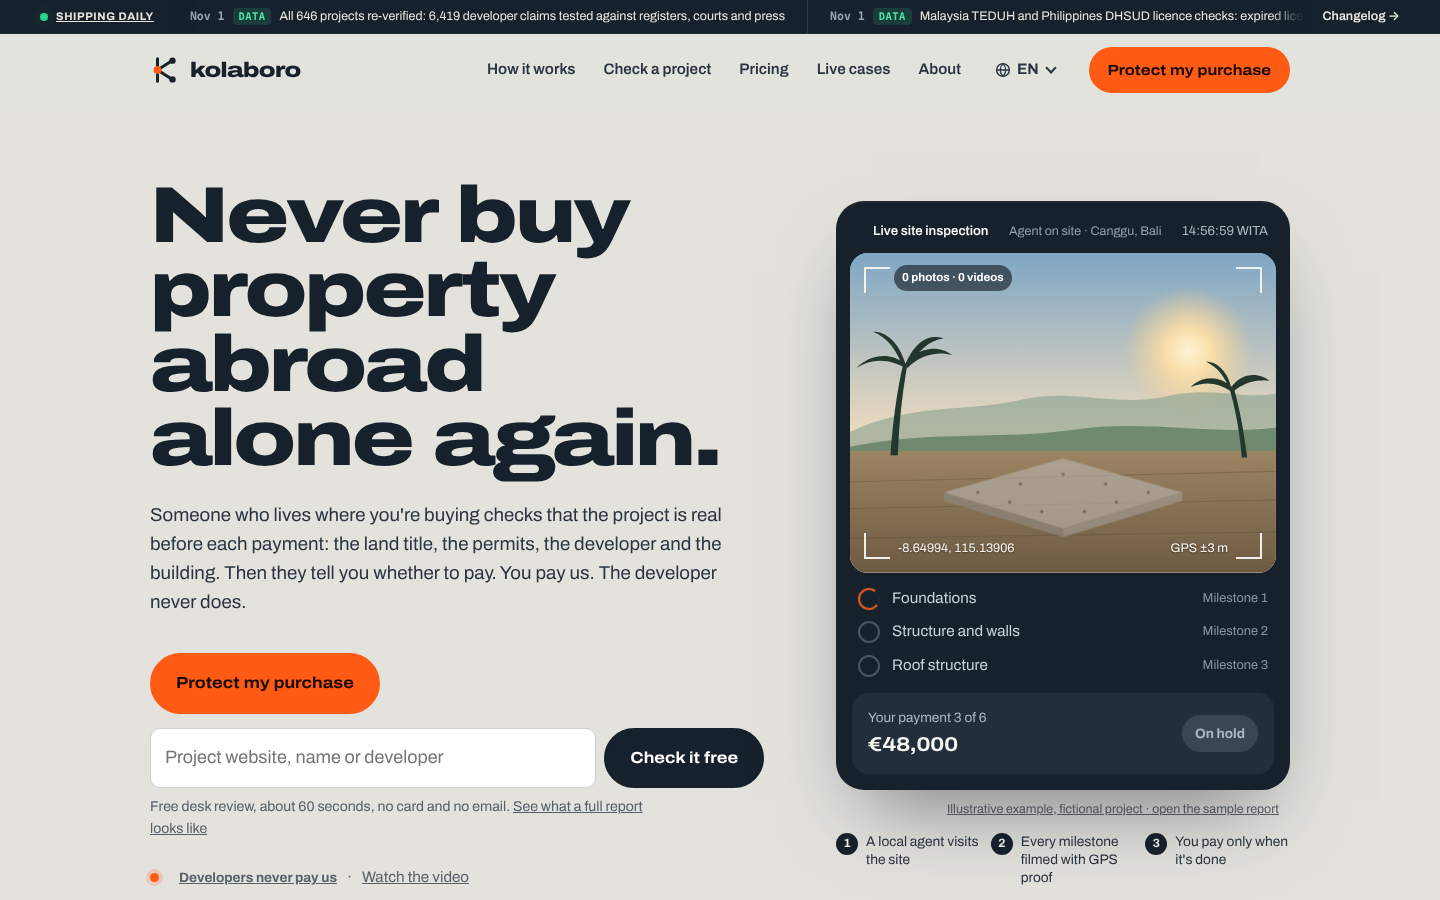 SHIPPING DAILY
Nov 1 DATA All 646 projects re-verified: 6,419 developer claims tested against registers, courts and press
Nov 1 DATA Malaysia TEDUH and Philippines DHSUD licence checks: expired
Changelog →
kolaboro
How it works
Check a project
Pricing
Live cases
About
EN
Protect my purchase
Never buy
property
abroad
alone again.
Someone who lives where you're buying checks that the project is real
before each payment: the land title, the permits, the developer and the
building. Then they tell you whether to pay. You pay us. The developer
never does.
Protect my purchase
Project website, name or developer
Check it free
Free desk review, about 60 seconds, no card and no email. See what a full report
looks like
Developers never pay us · Watch the video
Live site inspection
Agent on site · Canggu, Bali
14:56:59 WITA
0 photos · 0 videos
-8.64994, 115.13906
GPS ±3 m
Foundations
Milestone 1
Structure and walls
Milestone 2
Roof structure
Milestone 3
Your payment 3 of 6
€48,000
On hold
Illustrative example, fictional project · open the sample report
1 A local agent visits
the site
2 Every milestone
filmed with GPS
proof
3 You pay only when
it's done